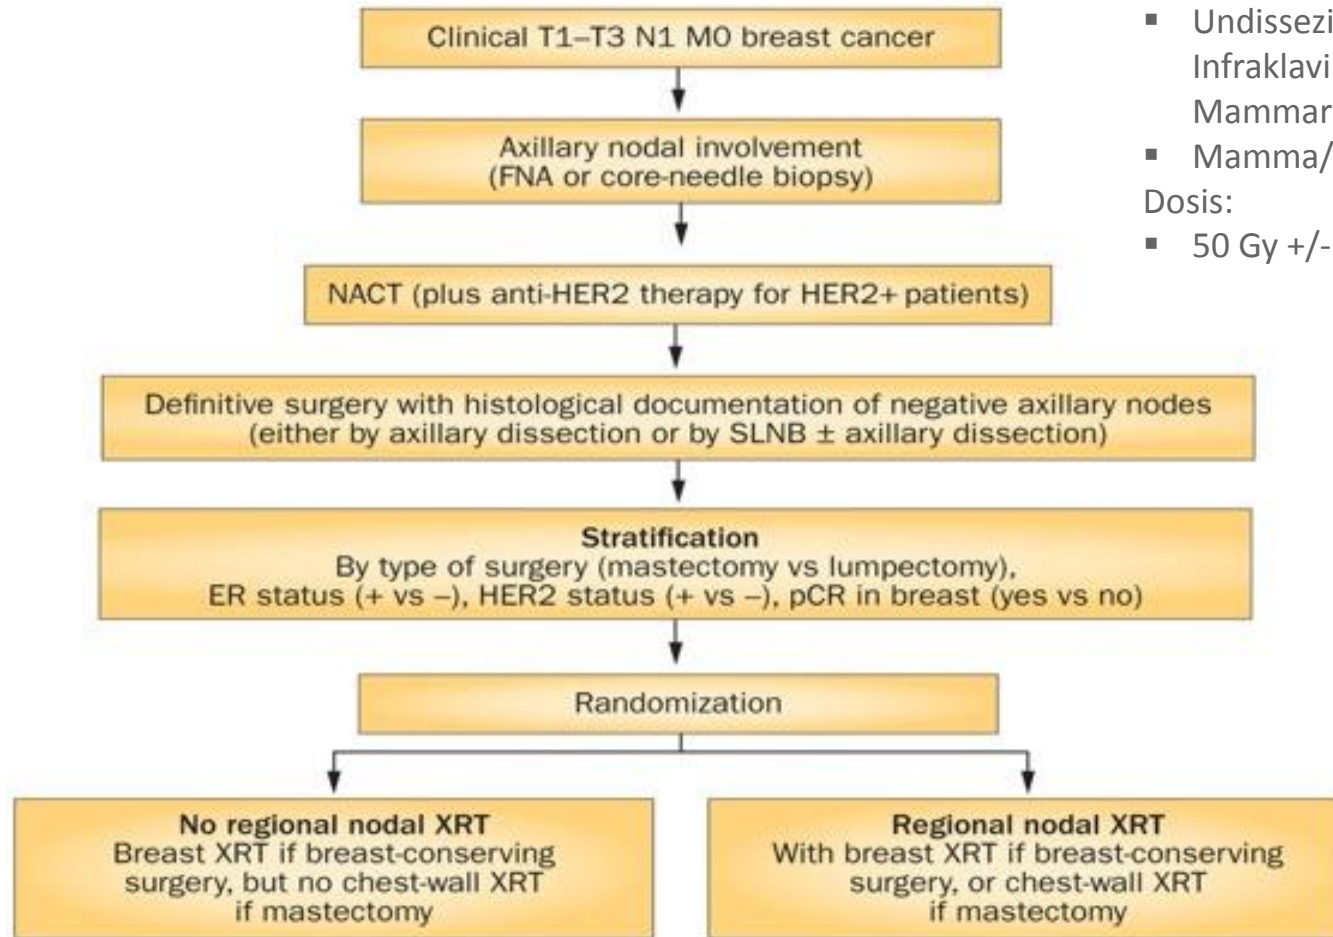 Clinical T1–T3 N1 M0 breast cancer
Axillary nodal involvement
(FNA or core-needle biopsy)
NACT (plus anti-HER2 therapy for HER2+ patients)
Definitive surgery with histological documentation of negative axillary nodes
(either by axillary dissection or by SLNB ± axillary dissection)
Stratification
By type of surgery (mastectomy vs lumpectomy),
ER status (+ vs –), HER2 status (+ vs –), pCR in breast (yes vs no)
Randomization
No regional nodal XRT
Breast XRT if breast-conserving
surgery, but no chest-wall XRT
if mastectomy
Regional nodal XRT
With breast XRT if breast-conserving
surgery, or chest-wall XRT
if mastectomy
▪ Undissezi
Infraklavi
Mammar
▪ Mamma/
Dosis:
▪ 50 Gy +/-